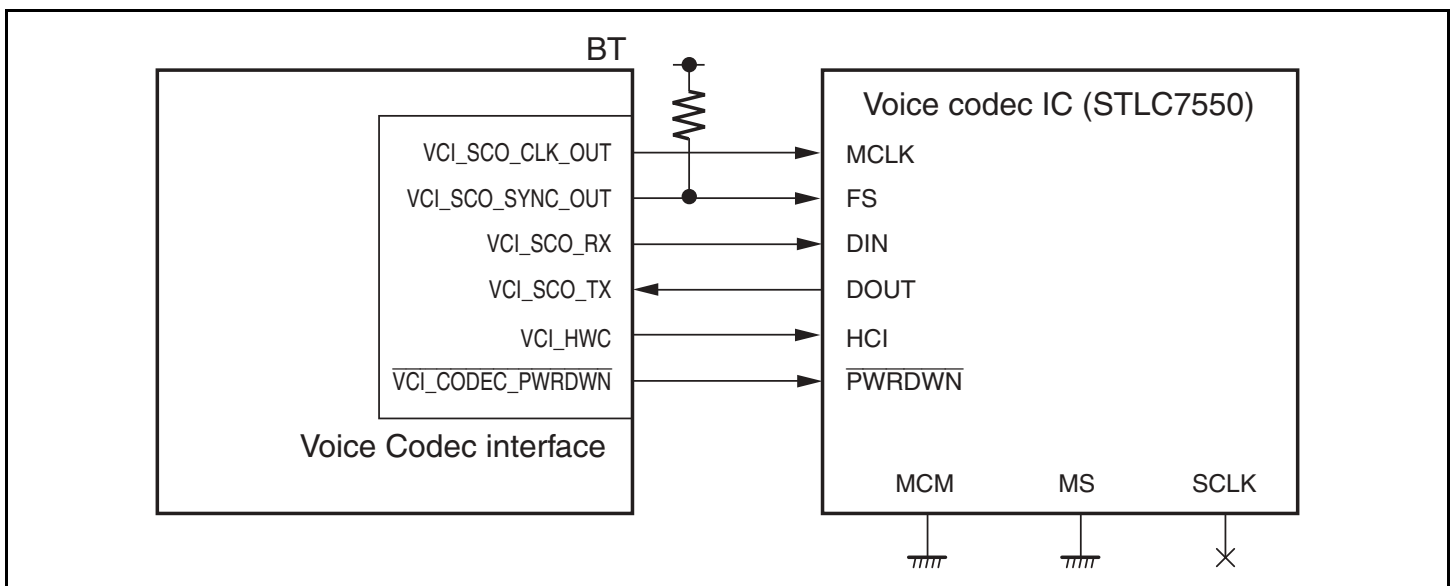 BT
Voice codec IC (STLC7550)
VCI_SCO_CLK_OUT
MCLK
VCI_SCO_SYNC_OUT
FS
VCI_SCO_RX
DIN
VCI_SCO_TX
DOUT
VCI_HWC
HCI
VCI_CODEC_PWRDWN
PWRDWN
Voice Codec interface
MCM
MS
SCLK